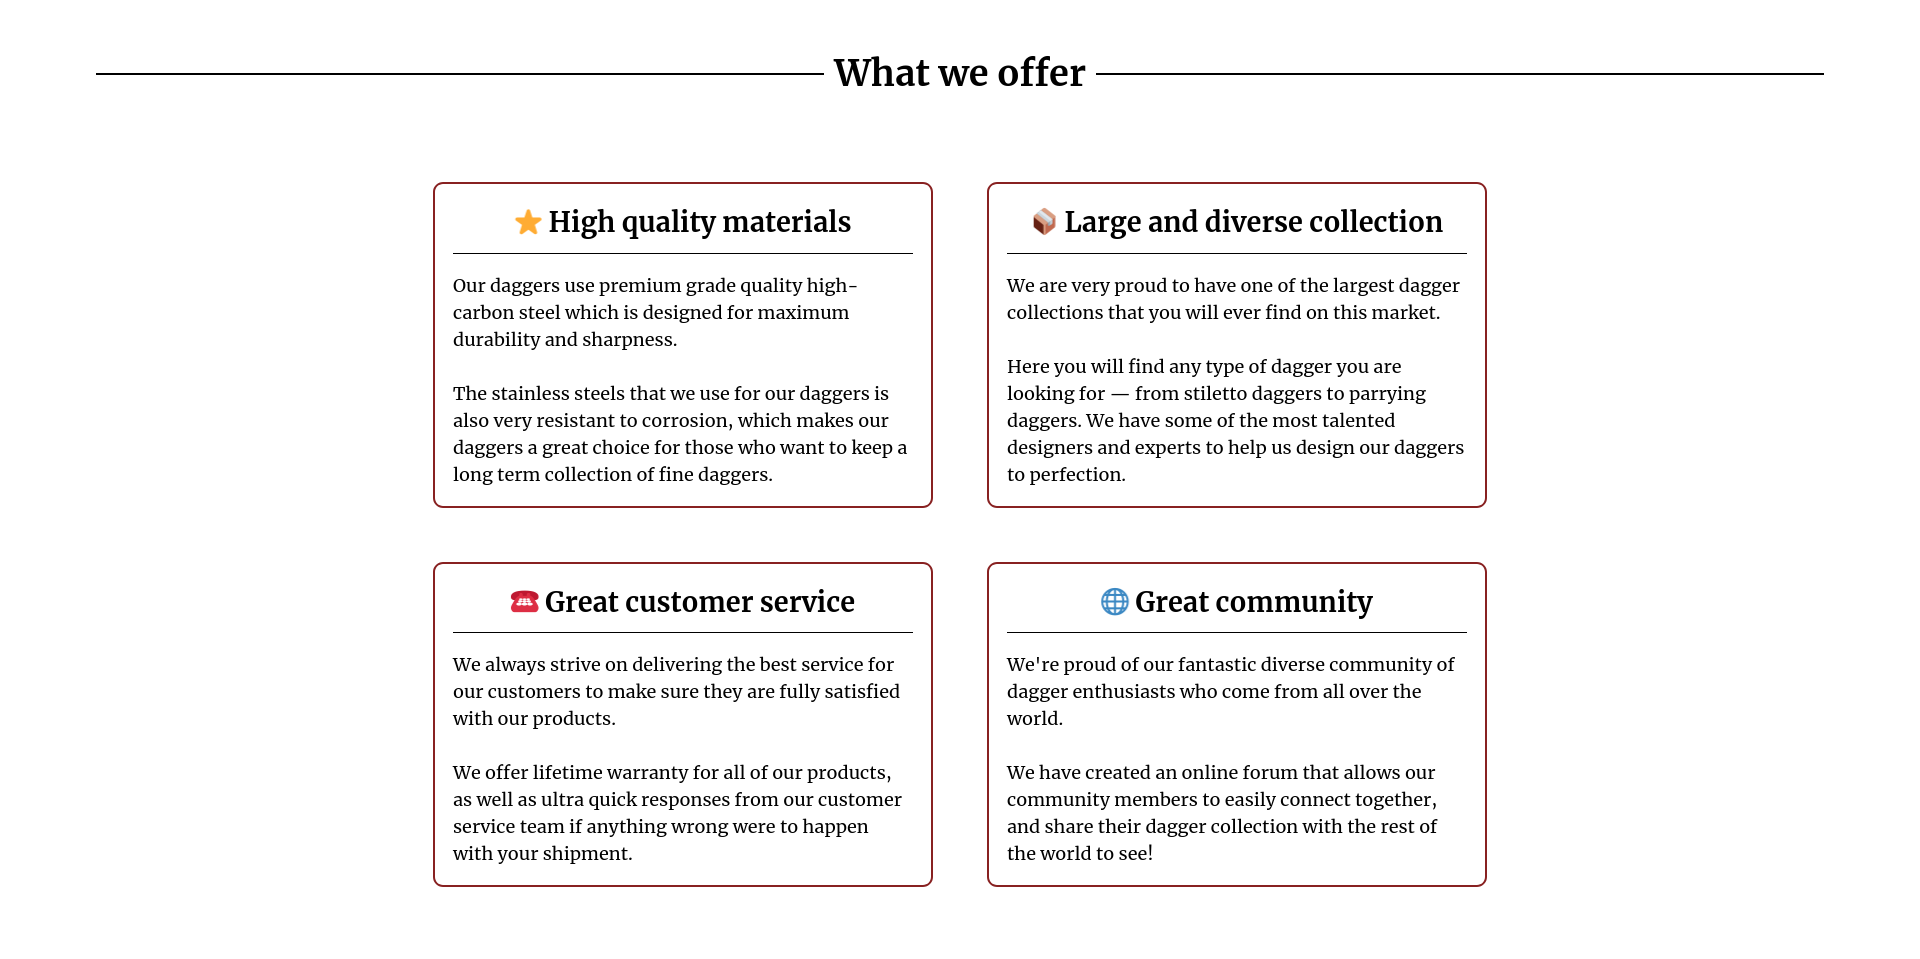 What we offer
High quality materials
Our daggers use premium grade quality high-
carbon steel which is designed for maximum
durability and sharpness.
The stainless steels that we use for our daggers is
also very resistant to corrosion, which makes our
daggers a great choice for those who want to keep a
long term collection of fine daggers.
Large and diverse collection
We are very proud to have one of the largest dagger
collections that you will ever find on this market.
Here you will find any type of dagger you are
looking for — from stiletto daggers to parrying
daggers. We have some of the most talented
designers and experts to help us design our daggers
to perfection.
Great customer service
We always strive on delivering the best service for
our customers to make sure they are fully satisfied
with our products.
We offer lifetime warranty for all of our products,
as well as ultra quick responses from our customer
service team if anything wrong were to happen
with your shipment.
Great community
We're proud of our fantastic diverse community of
dagger enthusiasts who come from all over the
world.
We have created an online forum that allows our
community members to easily connect together,
and share their dagger collection with the rest of
the world to see!